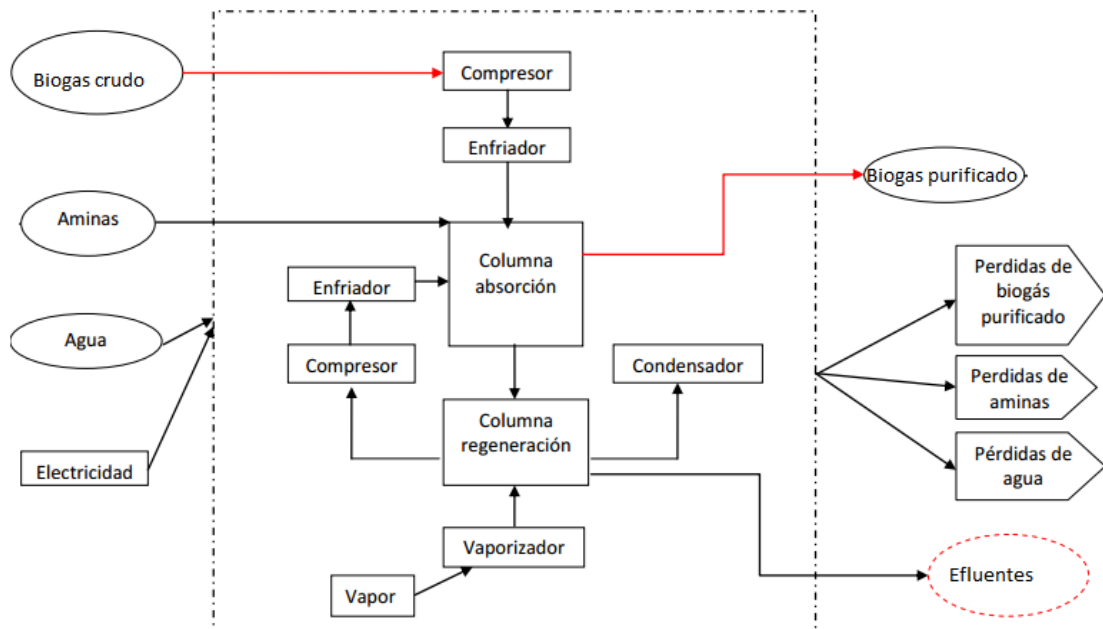 Biogas crudo
Compresor
Enfriador
Biogas purificado
Aminas
Columna
absorción
Enfriador
Perdidas de
biogás
purificado
Agua
Compresor
Condensador
Perdidas de
aminas
Columna
regeneración
Electricidad
Pérdidas de
agua
Vaporizador
Vapor
Efluentes